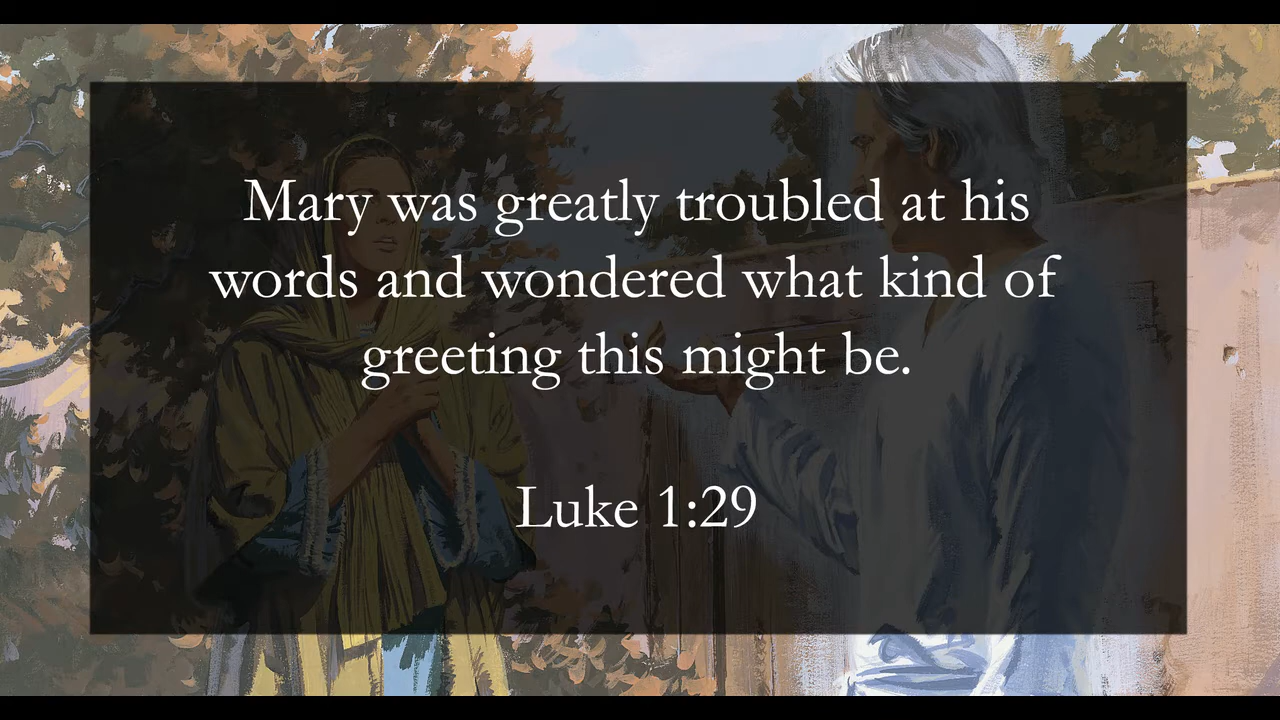 Mary was greatly troubled at his
words and wondered what kind of
greeting this might be.
Luke 1:29